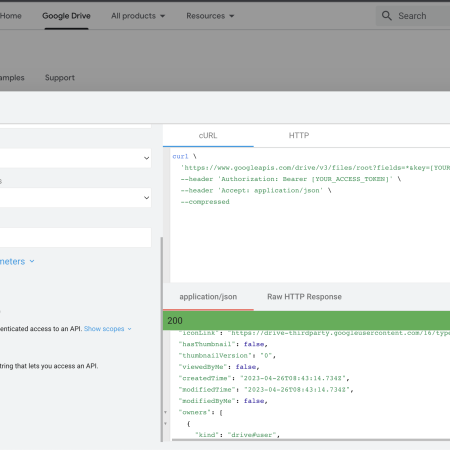 Home Google Drive All products Resources Search
amples Support
cURL HTTP
curl \
'https://www.googleapis.com/drive/v3/files/root?fields=*&key=[YOUR
--header 'Authorization: Bearer [YOUR_ACCESS_TOKEN]' \
--header 'Accept: application/json' \
--compressed
s
neters
application/json Raw HTTP Response
200
enticated access to an API. Show scopes
"iconLink": "https://drive-thirdparty.googleusercontent.com/16/type
"hasThumbnail": false,
"thumbnailVersion": "0",
"viewedByMe": false,
tring that lets you access an API.
"createdTime": "2023-04-26T08:43:14.734Z",
"modifiedTime": "2023-04-26T08:43:14.734Z",
"modifiedByMe": false,
"owners": [
{
"kind": "drive#user",